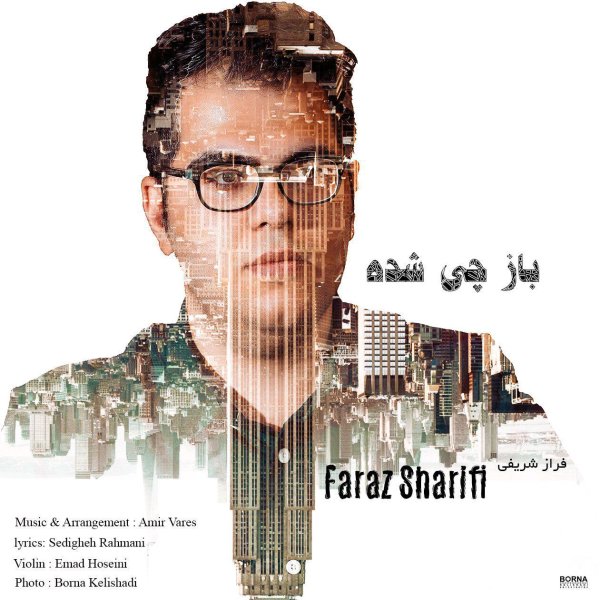 باز چی شده
فراز شریفی
Faraz Sharifi
Music & Arrangement : Amir Vares
lyrics: Sedigheh Rahmani
Violin : Emad Hoseini
Photo : Borna Kelishadi
BORNA